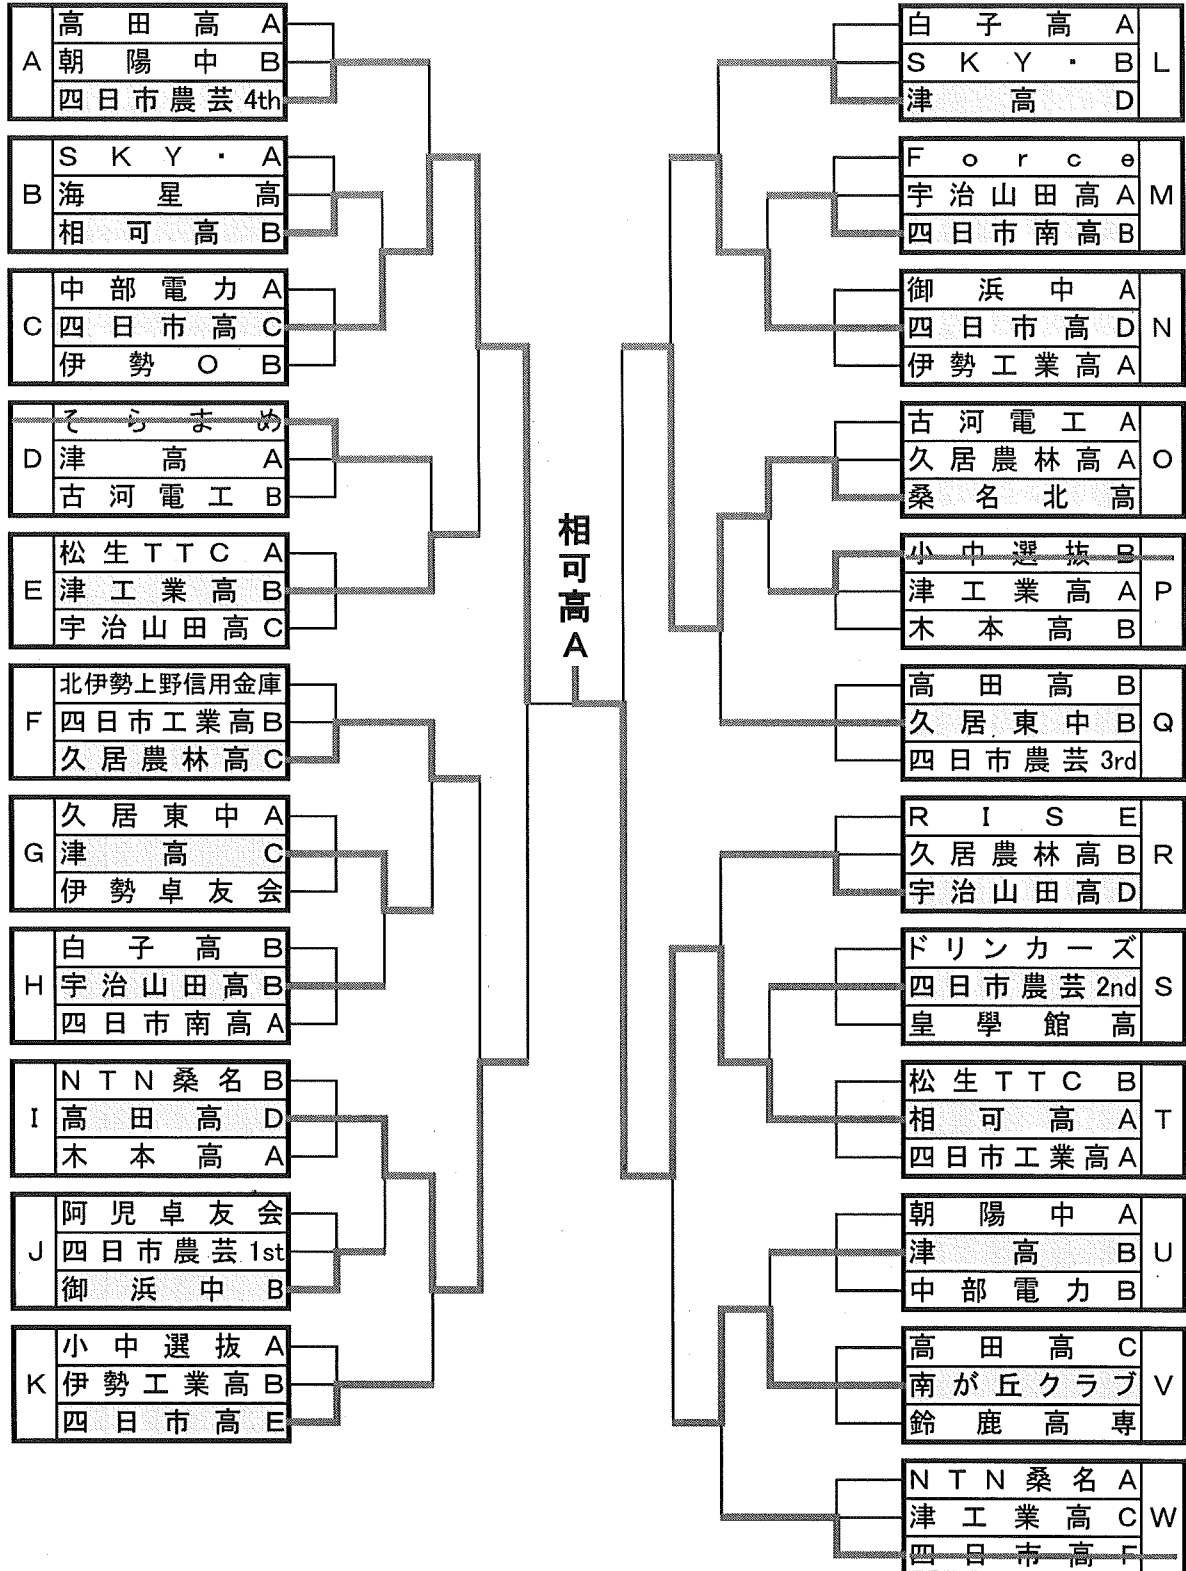 A
高田高A
朝陽中B
四日市農芸4th
B
SKY・A
海星高
相可高B
C
中部電力A
四日市高C
伊勢OB
D
そらまめ
津高A
古河電工B
E
松生TTCA
津工業高B
宇治山田高C
F
北伊勢上野信用金庫
四日市工業高B
久居農林高C
G
久居東中A
津高C
伊勢卓友会
H
白子高B
宇治山田高B
四日市南高A
I
NTN桑名B
高田高D
木本高A
J
阿児卓友会
四日市農芸1st
御浜中B
K
小中選抜A
伊勢工業高B
四日市高E
相可高A
白子高A
SKY・B
津高D
L
Force
宇治山田高A
四日市南高B
M
御浜中A
四日市高D
伊勢工業高A
N
古河電工A
久居農林高A
桑名北高
O
小中選抜B
津工業高A
木本高B
P
高田高B
久居東中B
四日市農芸3rd
Q
RISE
久居農林高B
宇治山田高D
R
ドリンカーズ
四日市農芸2nd
皇學館高
S
松生TTCB
相可高A
四日市工業高A
T
朝陽中A
津高B
中部電力B
U
高田高C
南が丘クラブ
鈴鹿高専
V
NTN桑名A
津工業高C
四日市高F
W